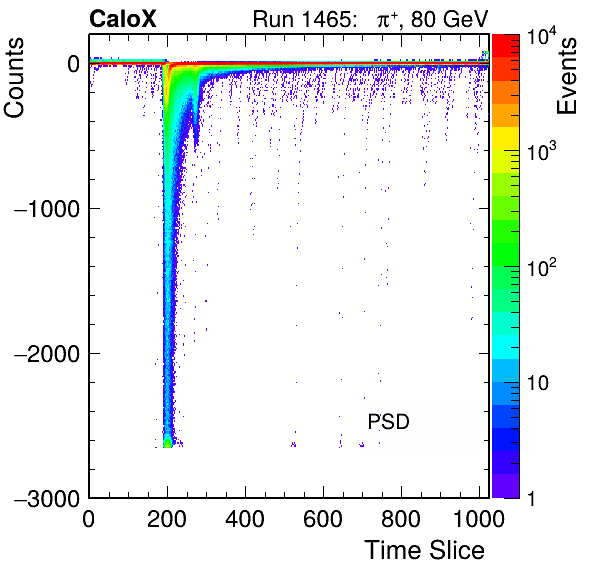 CaloX Run 1465: π⁺, 80 GeV
Counts
Events
0
−1000
−2000
−3000
0 200 400 600 800 1000
Time Slice
PSD
10⁴
10³
10²
10
1